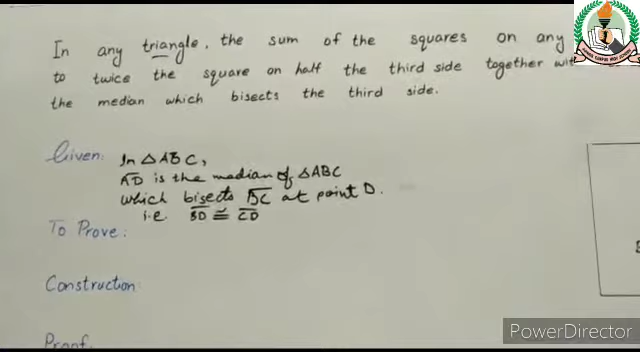 In any triangle, the sum of the squares on any
to twice the square on half the third side together wit
the median which bisects the third side.
Given: In △ABC,
AD is the median of △ABC
which bisects BC at point D.
i.e. BD ≅ CD
To Prove:
Construction:
Proof.
PowerDirector